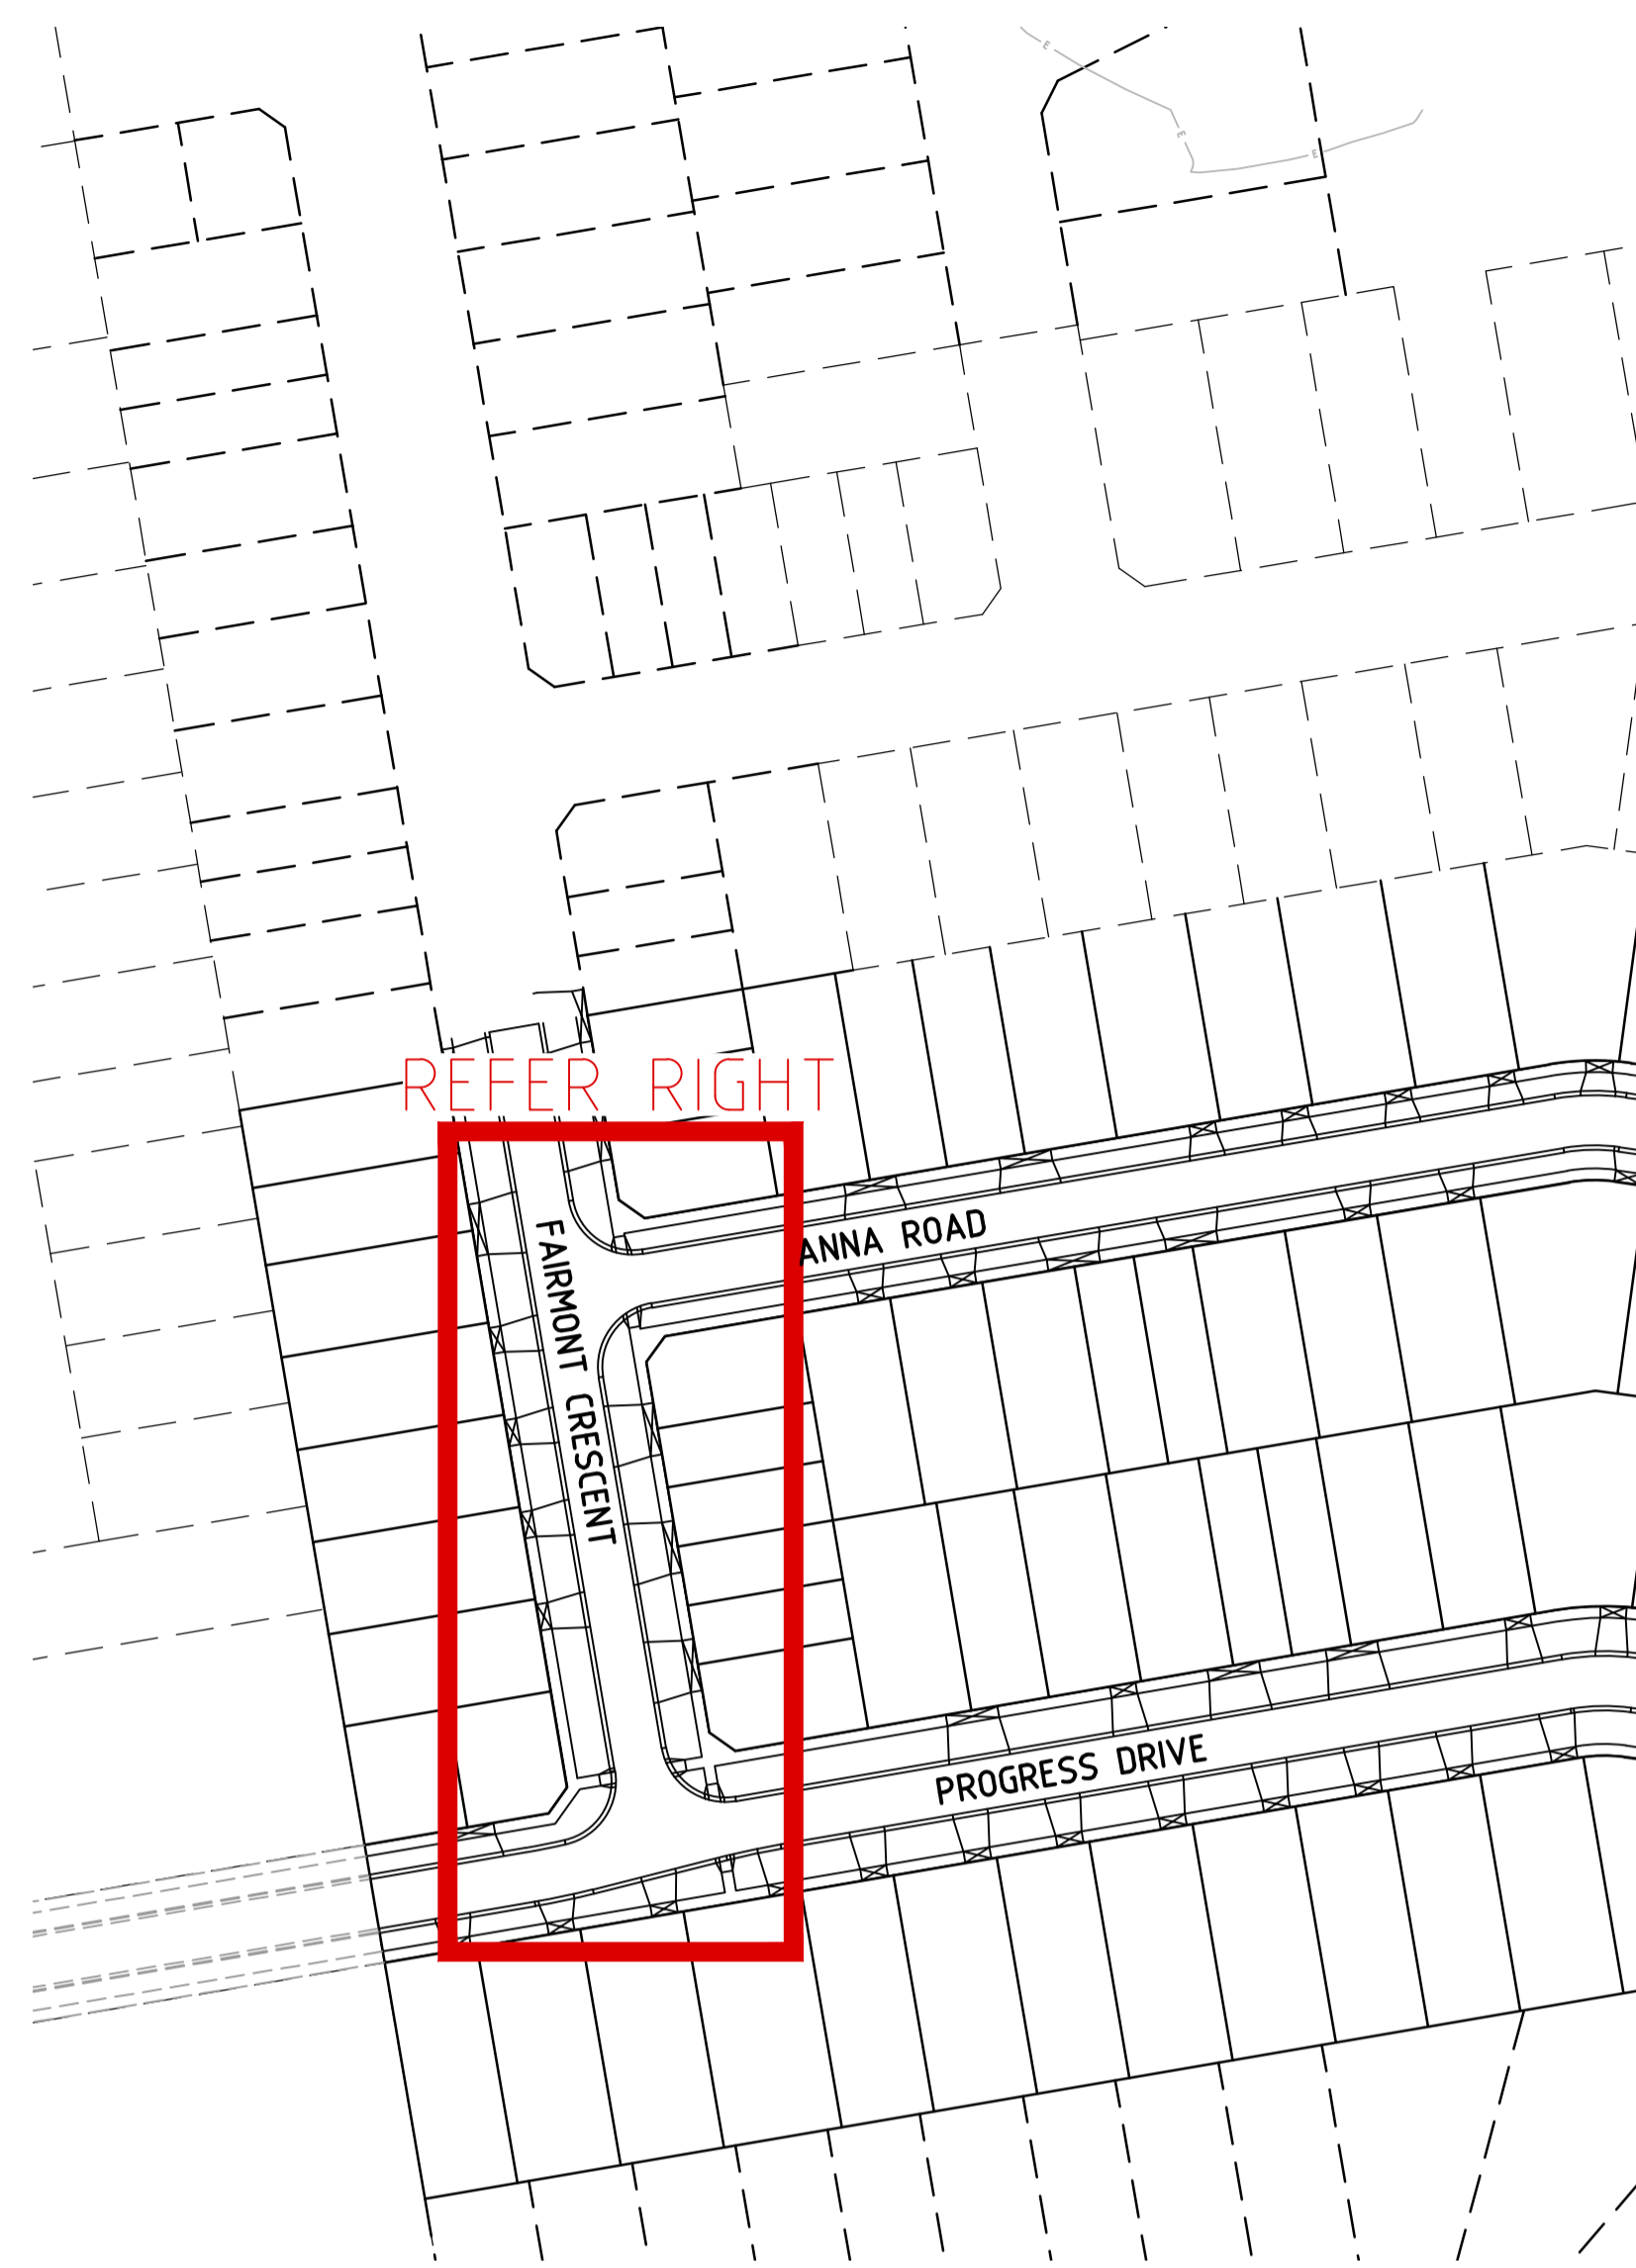 E
E
E
REFER RIGHT
ANNA ROAD
FAIRMONT CRESCENT
PROGRESS DRIVE